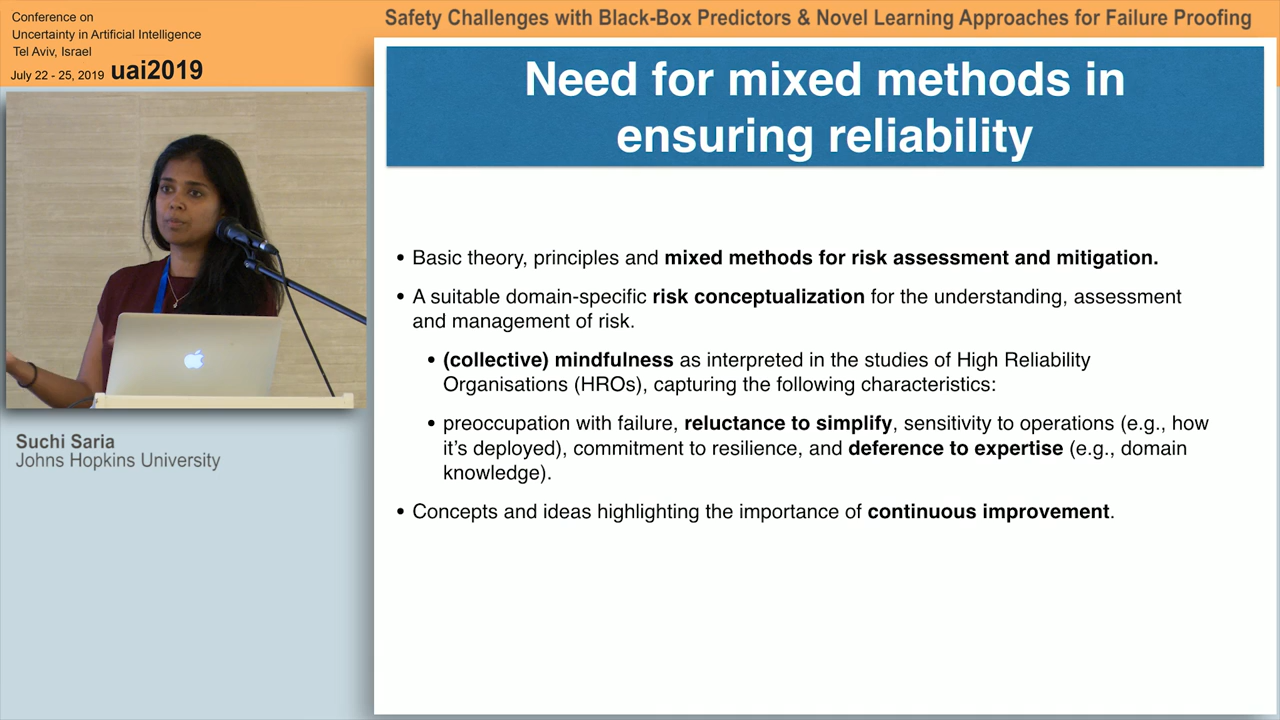 Conference on
Uncertainty in Artificial Intelligence
Tel Aviv, Israel
July 22 - 25, 2019 uai2019
Safety Challenges with Black-Box Predictors & Novel Learning Approaches for Failure Proofing
Need for mixed methods in
ensuring reliability
• Basic theory, principles and mixed methods for risk assessment and mitigation.
• A suitable domain-specific risk conceptualization for the understanding, assessment
and management of risk.
• (collective) mindfulness as interpreted in the studies of High Reliability
Organisations (HROs), capturing the following characteristics:
• preoccupation with failure, reluctance to simplify, sensitivity to operations (e.g., how
it's deployed), commitment to resilience, and deference to expertise (e.g., domain
knowledge).
• Concepts and ideas highlighting the importance of continuous improvement.
Suchi Saria
Johns Hopkins University